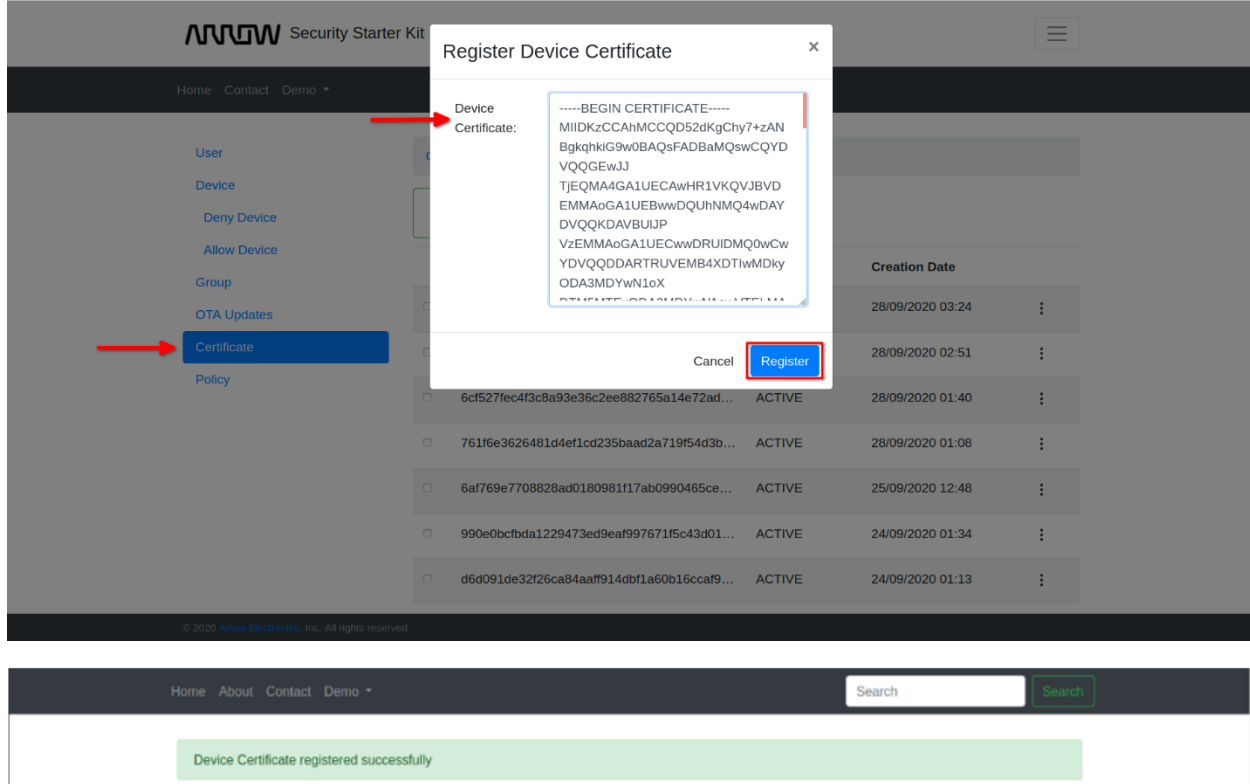 ARROW Security Starter Kit
Register Device Certificate ×
Home Contact Demo
Device Certificate:
-----BEGIN CERTIFICATE-----
MIIDKzCCAhMCCQD52dKgChy7+zAN
BgkqhkiG9w0BAQsFADBaMQswCQYD
VQQGEwJJ
TjEQMA4GA1UECAwHR1VKQVJBVD
EMMAoGA1UEBwwDQUhNMQ4wDAY
DVQQKDAVBUlJP
VzEMMAoGA1UECwwDRUlDMQ0wCw
YDVQQDDARTRUVEMB4XDTIwMDky
ODA3MDYwN1oX
Cancel Register
User
Device
Deny Device
Allow Device
Group
OTA Updates
Certificate
Policy
Creation Date
28/09/2020 03:24
28/09/2020 02:51
6cf527fec4f3c8a93e36c2ee882765a14e72ad... ACTIVE 28/09/2020 01:40
761f6e3626481d4ef1cd235baad2a719f54d3b... ACTIVE 28/09/2020 01:08
6af769e7708828ad0180981f17ab0990465ce... ACTIVE 25/09/2020 12:48
990e0bcfbda1229473ed9eaf997671f5c43d01... ACTIVE 24/09/2020 01:34
d6d091de32f26ca84aaff914dbf1a60b16ccaf9... ACTIVE 24/09/2020 01:13
© 2020 Arrow Electronics, Inc. All rights reserved
Home About Contact Demo Search Search
Device Certificate registered successfully